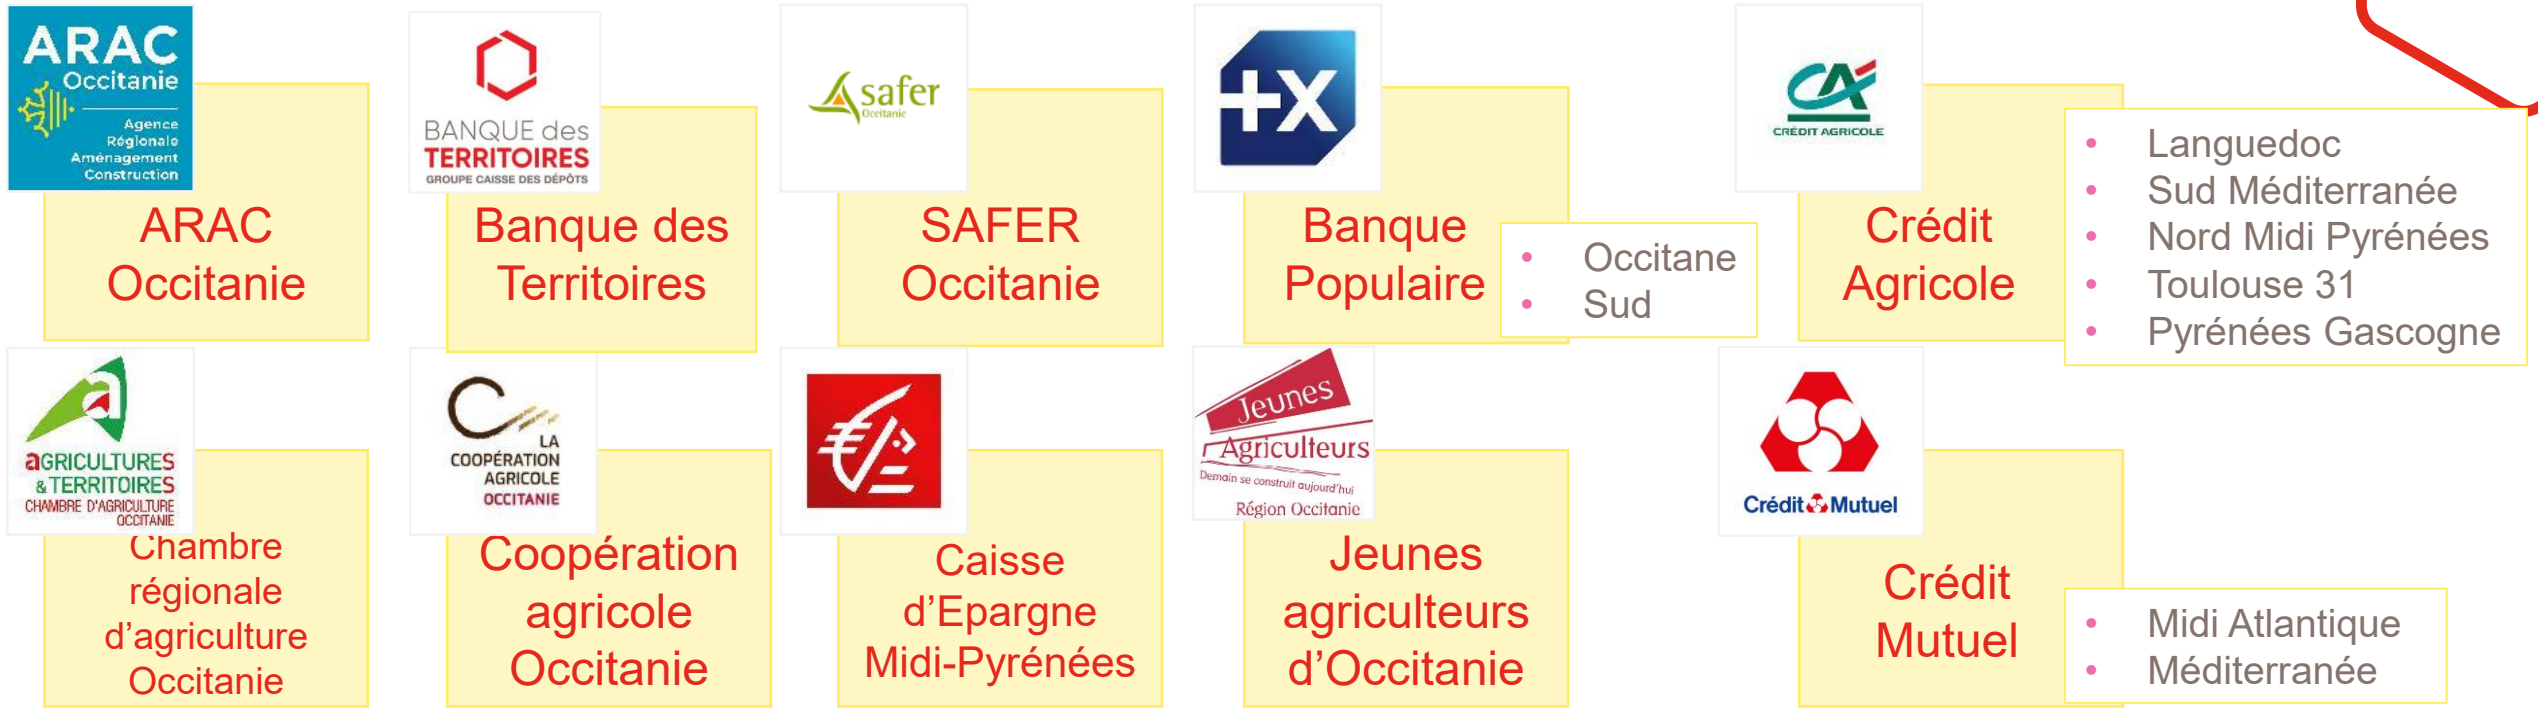 ARAC
Occitanie
Agence
Régionale
Aménagement
Construction
ARAC
Occitanie
BANQUE des
TERRITOIRES
GROUPE CAISSE DES DÉPÔTS
Banque des
Territoires
safer
Occitanie
SAFER
Occitanie
+X
Banque
Populaire
• Occitane
• Sud
CA
CRÉDIT AGRICOLE
Crédit
Agricole
• Languedoc
• Sud Méditerranée
• Nord Midi Pyrénées
• Toulouse 31
• Pyrénées Gascogne
a
aGRICULTURES
& TERRITOIRES
CHAMBRE D'AGRICULTURE
OCCITANIE
Chambre
régionale
d’agriculture
Occitanie
LA
COOPÉRATION
AGRICOLE
OCCITANIE
Coopération
agricole
Occitanie
Caisse
d’Epargne
Midi-Pyrénées
Jeunes
Agriculteurs
Demain se construit aujourd'hui
Région Occitanie
Jeunes
agriculteurs
d’Occitanie
Crédit Mutuel
Crédit
Mutuel
• Midi Atlantique
• Méditerranée